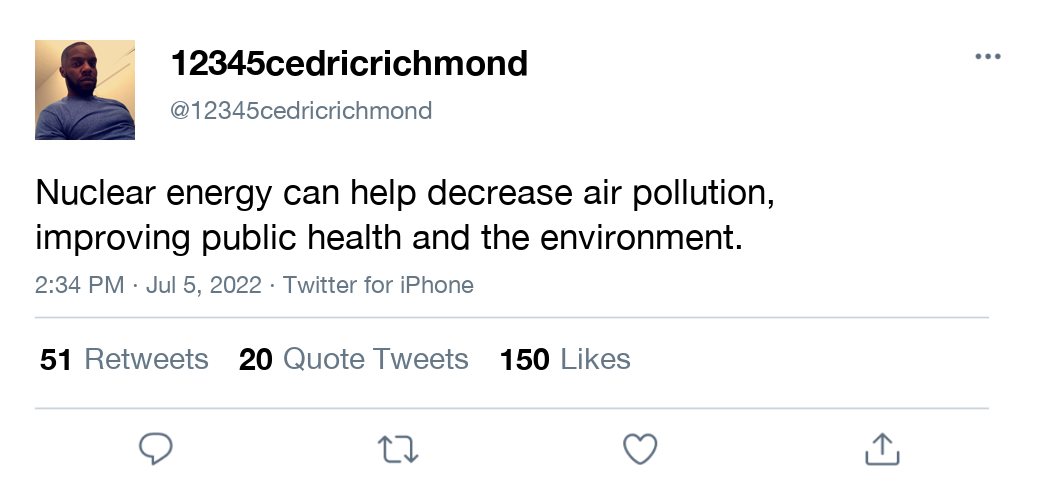 12345cedricrichmond
@12345cedricrichmond
Nuclear energy can help decrease air pollution,
improving public health and the environment.
2:34 PM · Jul 5, 2022 · Twitter for iPhone
51 Retweets 20 Quote Tweets 150 Likes